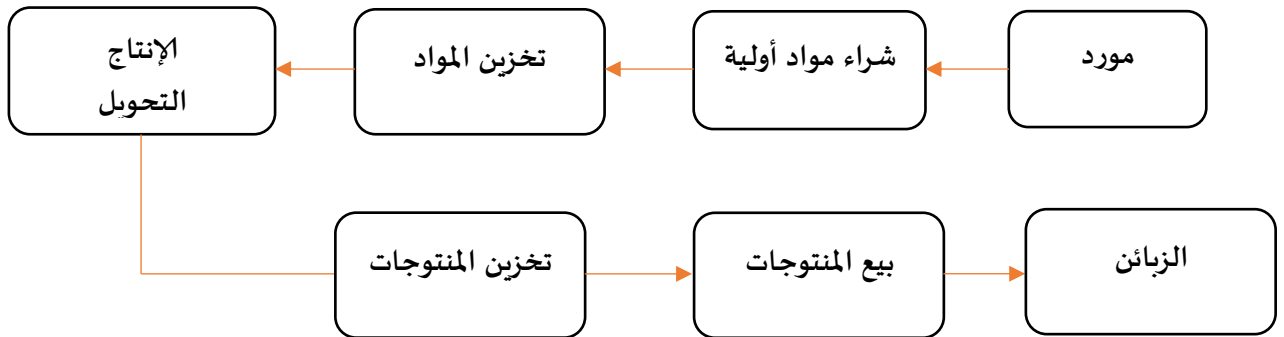 مورد
شراء مواد أولية
تخزين المواد
الإنتاج
التحويل
تخزين المنتوجات
بيع المنتوجات
الزبائن